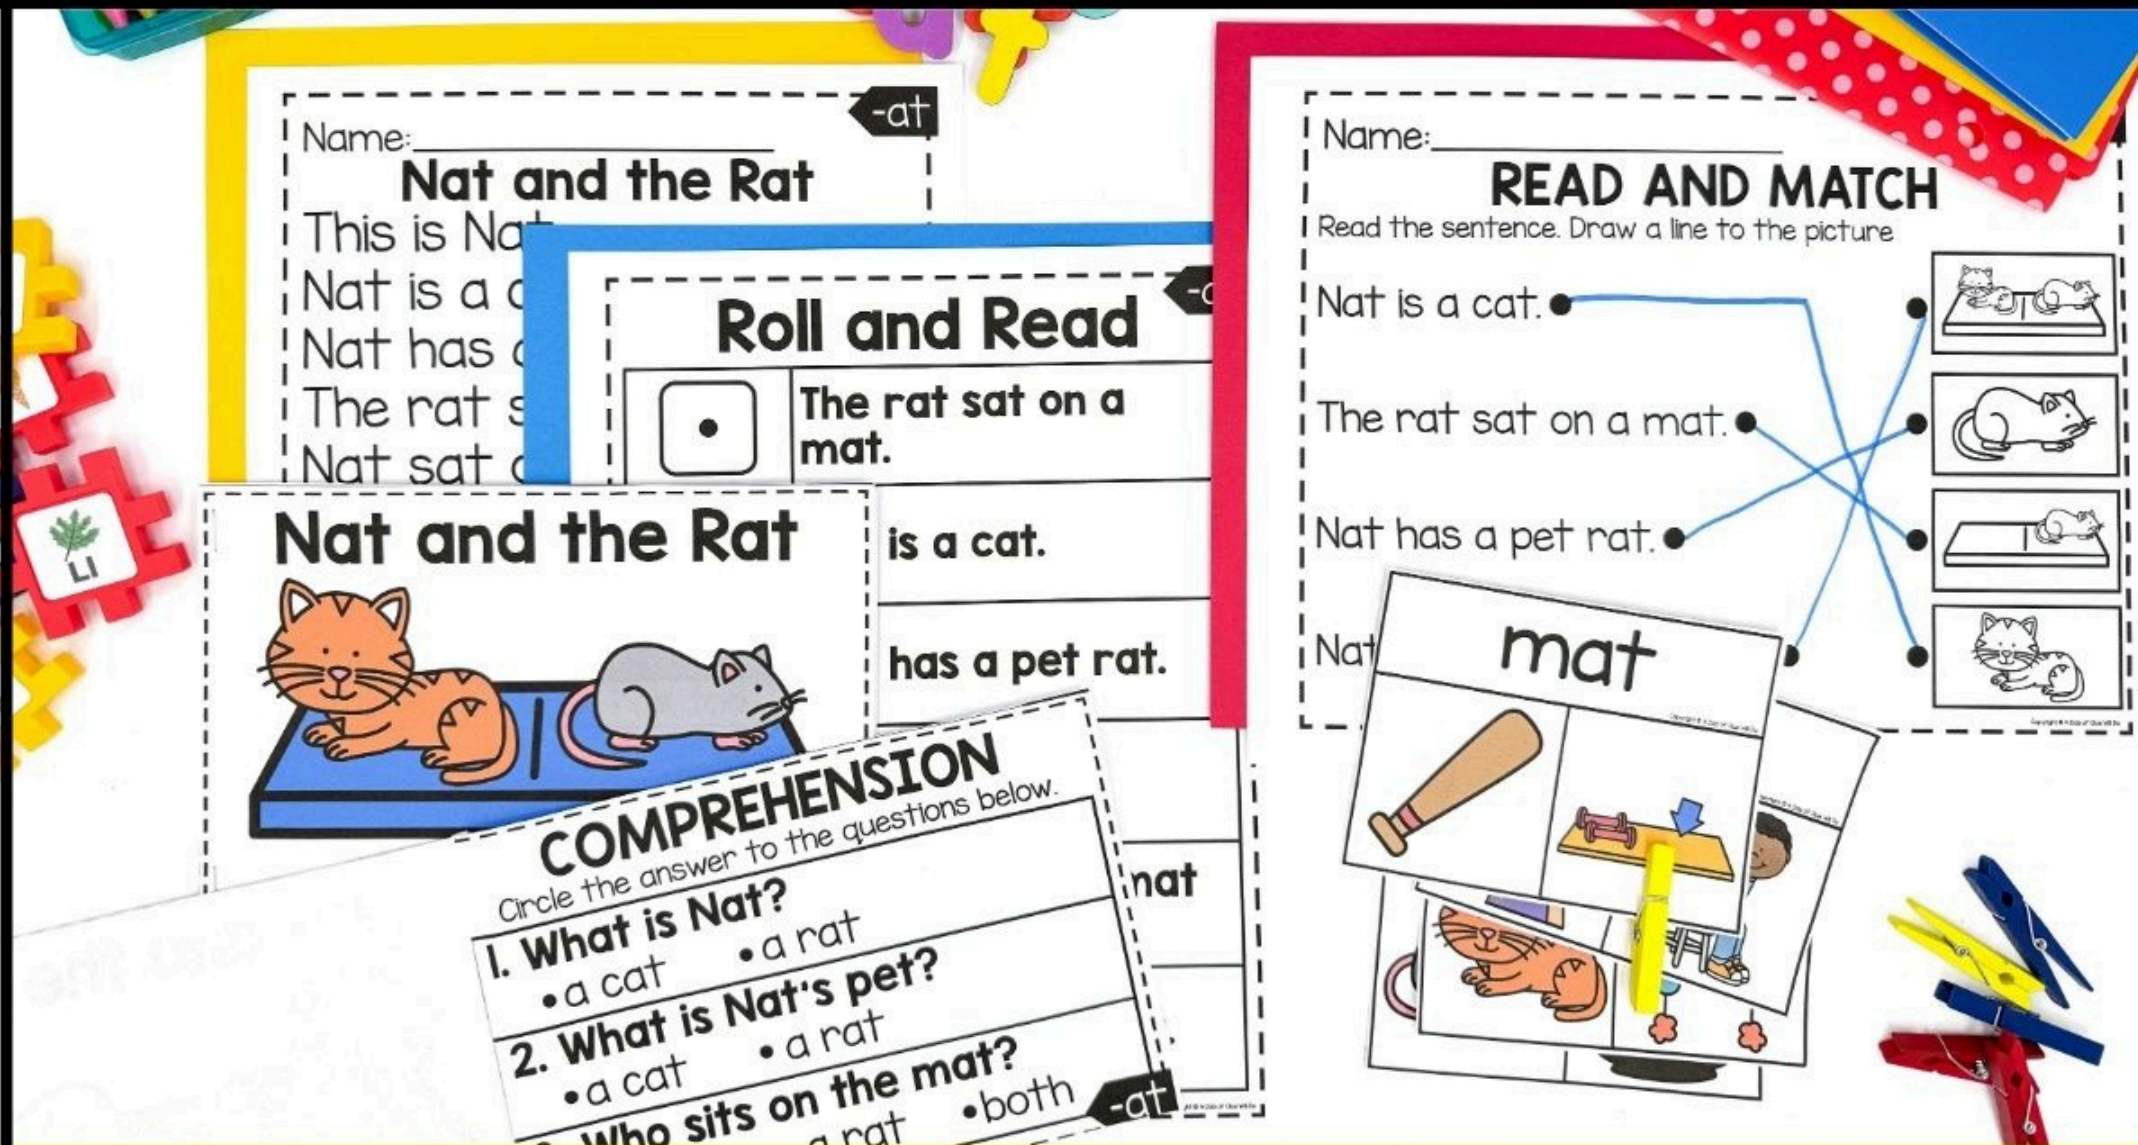 -at
Name:
Nat and the Rat
This is Nat
Nat is a
Nat has
The rat
Nat sat
Roll and Read
The rat sat on a
mat.
is a cat.
has a pet rat.
mat
Nat and the Rat
COMPREHENSION
Circle the answer to the questions below.
1. What is Nat?
•a cat •a rat
2. What is Nat's pet?
•a cat •a rat
Who sits on the mat?
a rat •both
-at
Name:
READ AND MATCH
Read the sentence. Draw a line to the picture
Nat is a cat.
The rat sat on a mat.
Nat has a pet rat.
Nat
mat
Ll